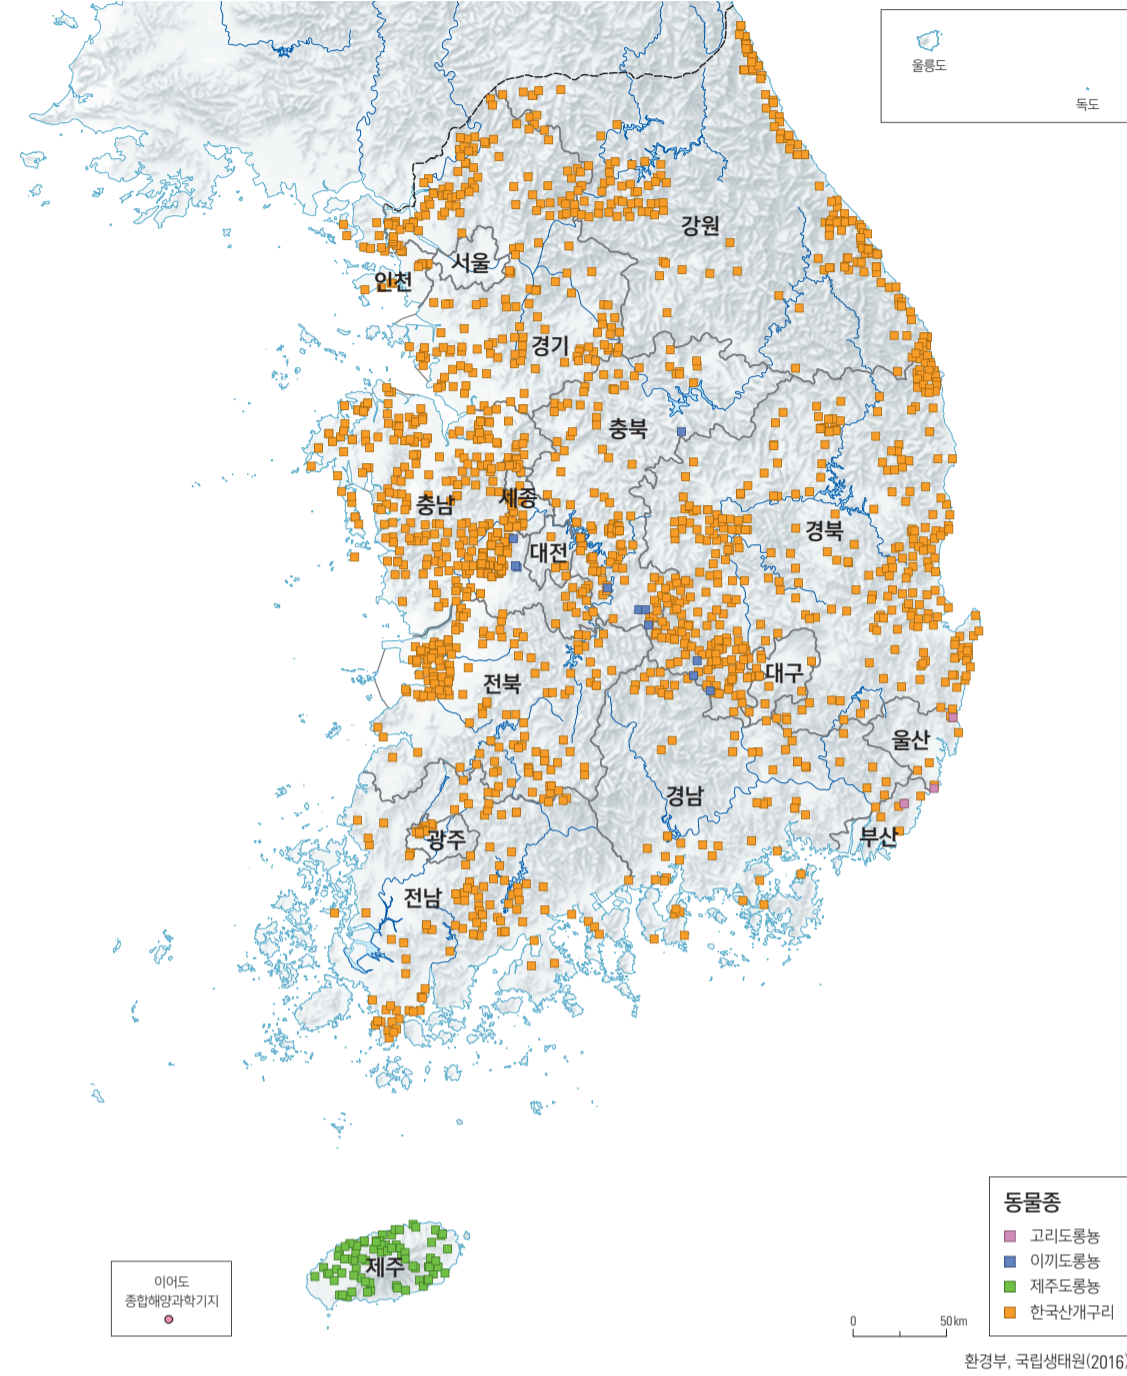 울릉도
독도
강원
서울
인천
경기
충북
충남
세종
대전
경북
대구
전북
울산
경남
부산
광주
전남
제주
이어도
종합해양과학기지
동물종
고리도롱뇽
이끼도롱뇽
제주도롱뇽
한국산개구리
0 50 km
환경부, 국립생태원(2016)